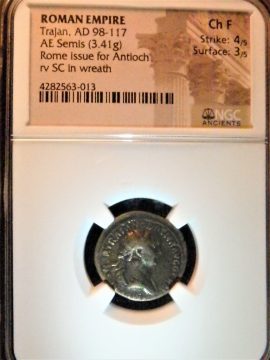 ROMAN EMPIRE
Trajan, AD 98-117
AE Semis (3.41g)
Rome issue for Antioch
rv SC in wreath
4282563-013
Ch F
Strike: 4/5
Surface: 3/5
NGC
ANCIENTS